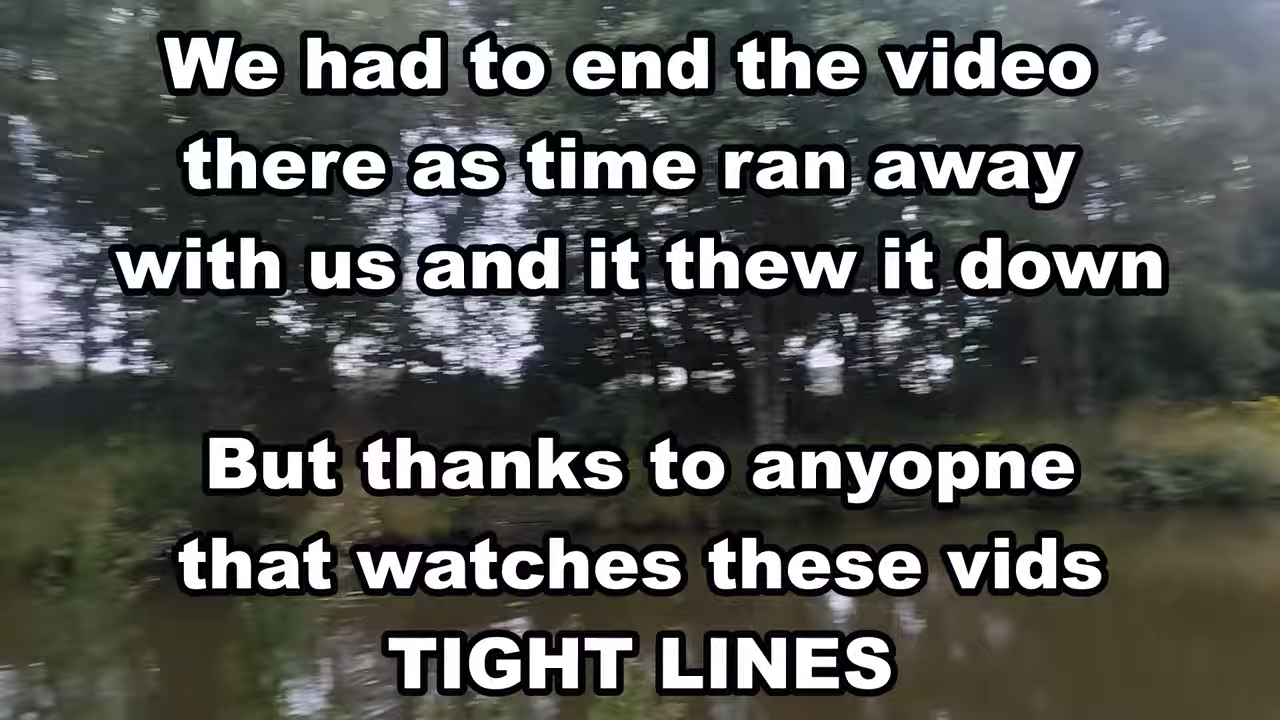 We had to end the video
there as time ran away
with us and it thew it down
But thanks to anyopne
that watches these vids
TIGHT LINES